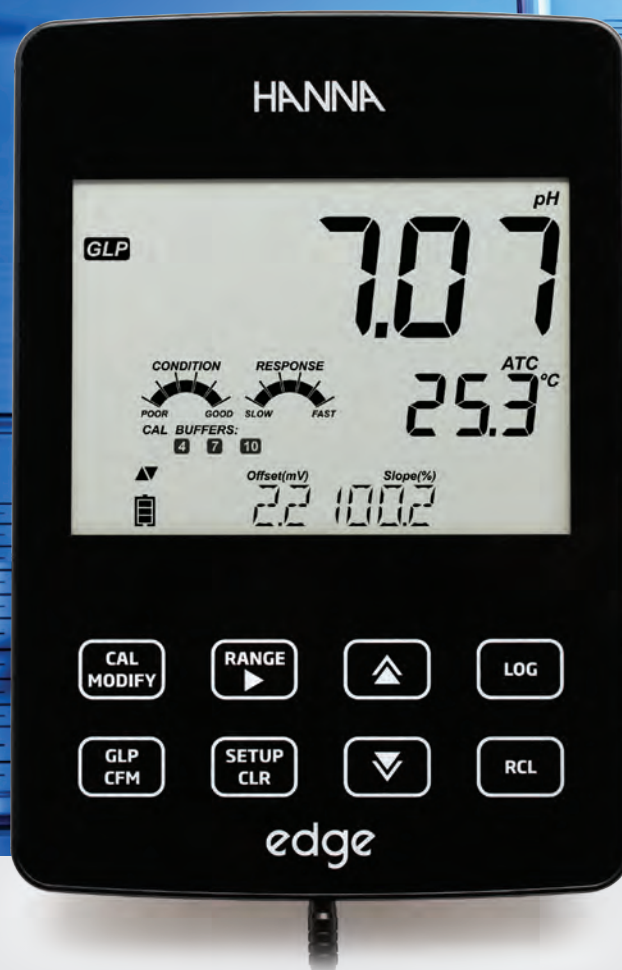 HANNA
pH
GLP
7.07
CONDITION RESPONSE
ATC
25.3 °C
POOR GOOD SLOW FAST
CAL BUFFERS:
4 7 10
Offset(mV) Slope(%)
2.2 100.2
CAL MODIFY
RANGE
LOG
GLP CFM
SETUP CLR
RCL
edge